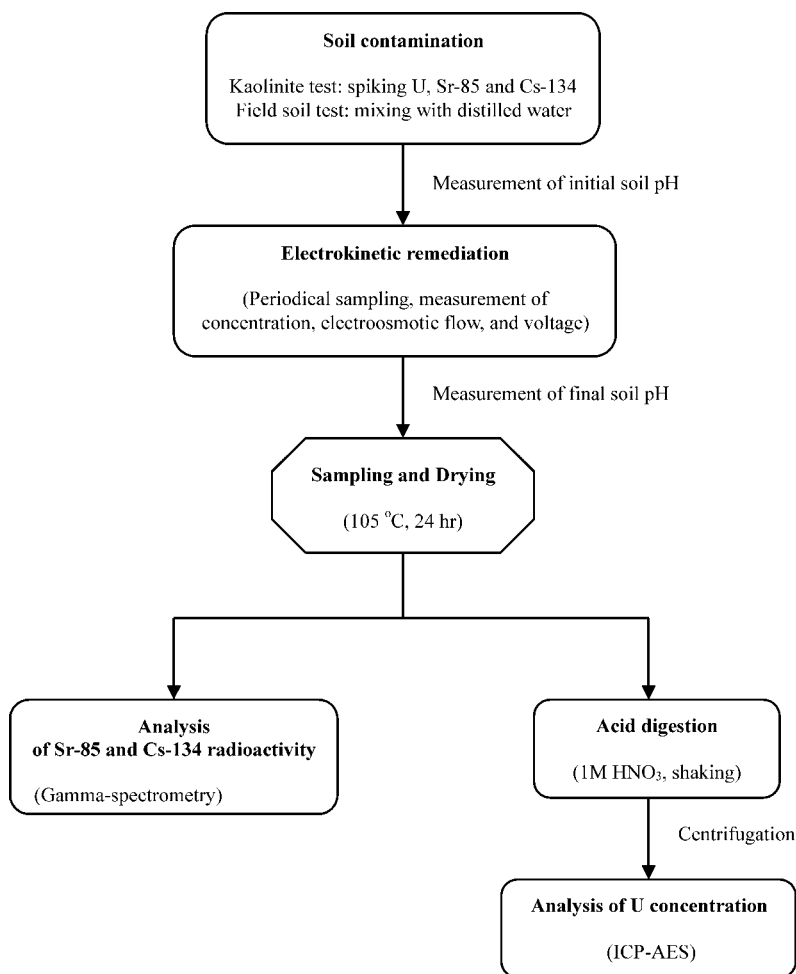 Soil contamination
Kaolinite test: spiking U, Sr-85 and Cs-134
Field soil test: mixing with distilled water
Measurement of initial soil pH
Electrokinetic remediation
(Periodical sampling, measurement of
concentration, electroosmotic flow, and voltage)
Measurement of final soil pH
Sampling and Drying
(105 °C, 24 hr)
Analysis
of Sr-85 and Cs-134 radioactivity
(Gamma-spectrometry)
Acid digestion
(1M HNO₃, shaking)
Centrifugation
Analysis of U concentration
(ICP-AES)